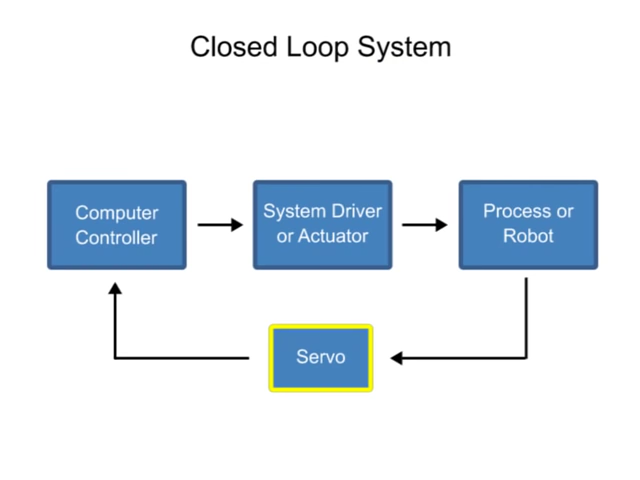 Closed Loop System
Computer
Controller
System Driver
or Actuator
Process or
Robot
Servo